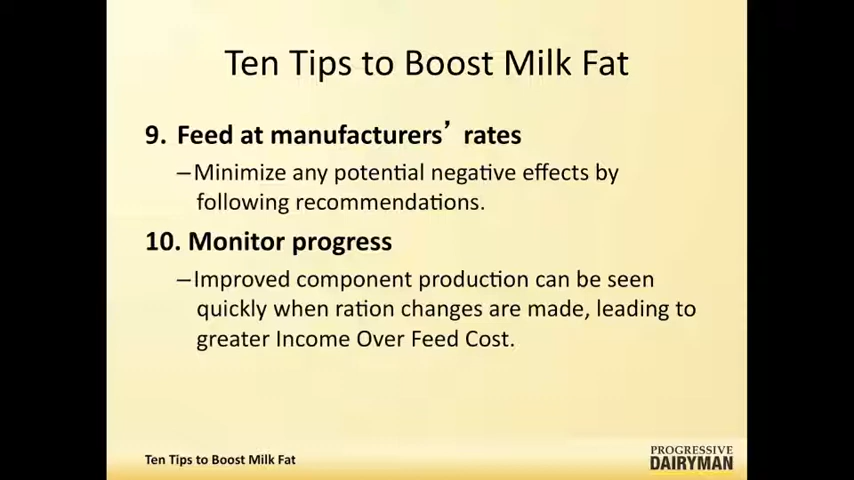 Ten Tips to Boost Milk Fat
9. Feed at manufacturers’ rates
–Minimize any potential negative effects by
following recommendations.
10. Monitor progress
–Improved component production can be seen
quickly when ration changes are made, leading to
greater Income Over Feed Cost.
Ten Tips to Boost Milk Fat
PROGRESSIVE
DAIRYMAN